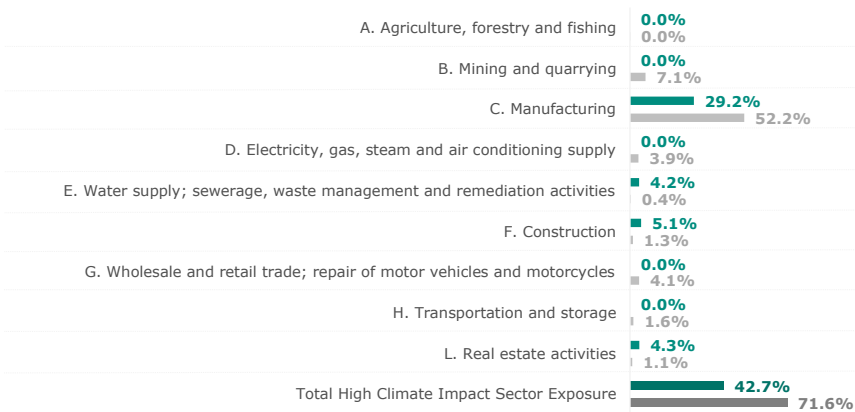 A. Agriculture, forestry and fishing
0.0%
0.0%
B. Mining and quarrying
0.0%
7.1%
C. Manufacturing
29.2%
52.2%
D. Electricity, gas, steam and air conditioning supply
0.0%
3.9%
E. Water supply; sewerage, waste management and remediation activities
4.2%
0.4%
F. Construction
5.1%
1.3%
G. Wholesale and retail trade; repair of motor vehicles and motorcycles
0.0%
4.1%
H. Transportation and storage
0.0%
1.6%
L. Real estate activities
4.3%
1.1%
Total High Climate Impact Sector Exposure
42.7%
71.6%